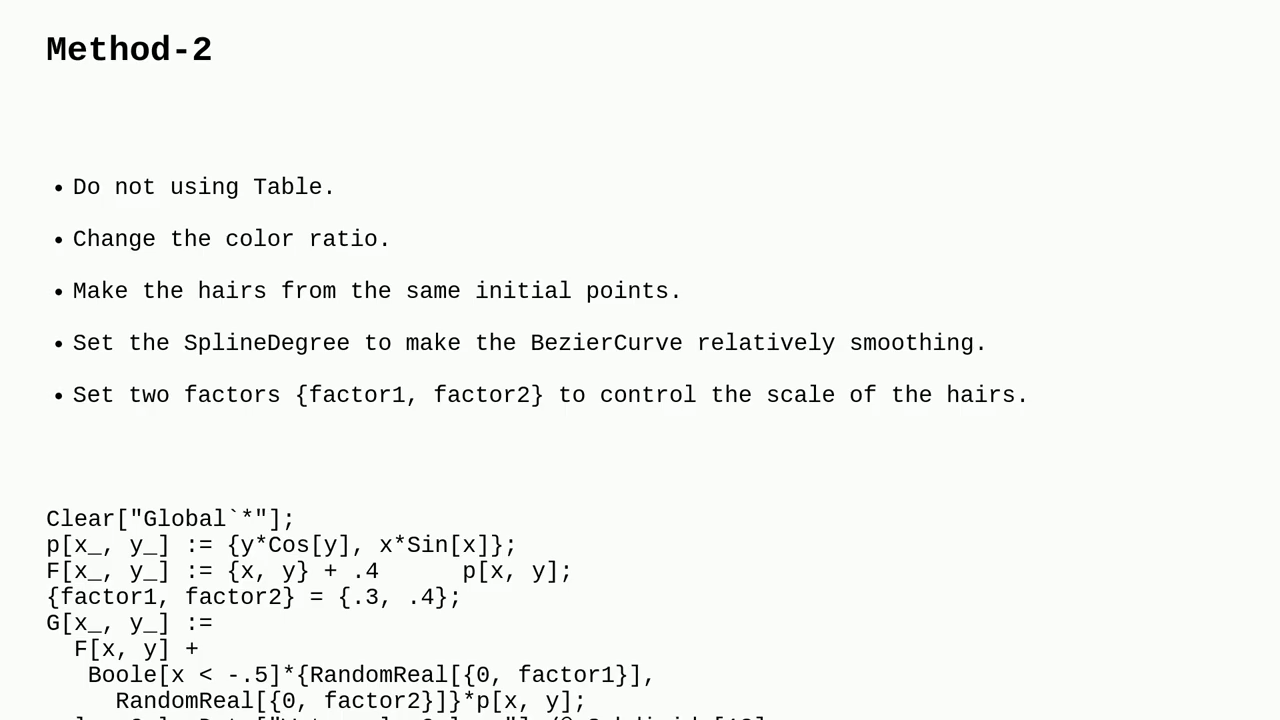 Method-2
• Do not using Table.
• Change the color ratio.
• Make the hairs from the same initial points.
• Set the SplineDegree to make the BezierCurve relatively smoothing.
• Set two factors {factor1, factor2} to control the scale of the hairs.
Clear["Global`*"];
p[x_, y_] := {y*Cos[y], x*Sin[x]};
F[x_, y_] := {x, y} + .4      p[x, y];
{factor1, factor2} = {.3, .4};
G[x_, y_] :=
  F[x, y] +
   Boole[x < -.5]*{RandomReal[{0, factor1}],
     RandomReal[{0, factor2}]}*p[x, y];